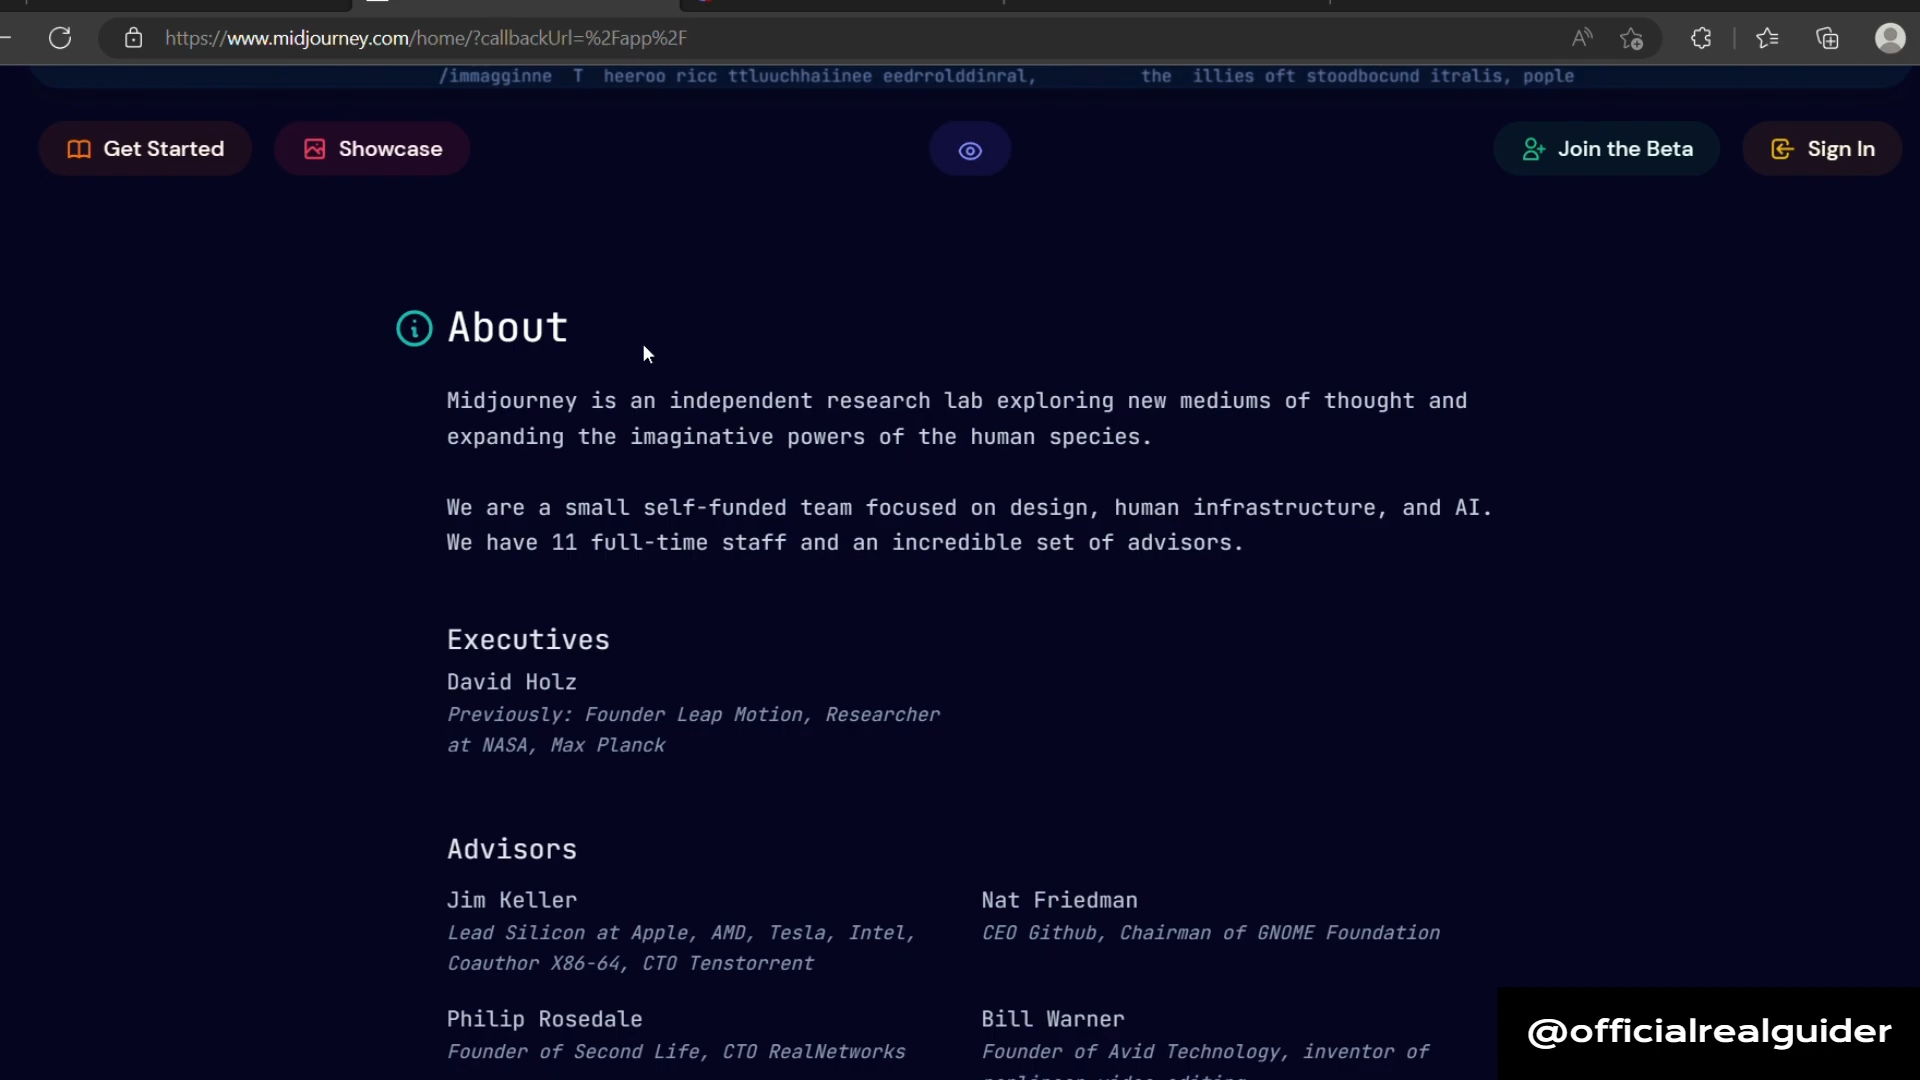 https://www.midjourney.com/home/?callbackUrl=%2Fapp%2F
/immagginne T heeroo ricc ttluuchhaiinee eedrrolddinral, the illies oft stoodbocund itralis, pople
Get Started Showcase Join the Beta Sign In
About
Midjourney is an independent research lab exploring new mediums of thought and
expanding the imaginative powers of the human species.
We are a small self-funded team focused on design, human infrastructure, and AI.
We have 11 full-time staff and an incredible set of advisors.
Executives
David Holz
Previously: Founder Leap Motion, Researcher
at NASA, Max Planck
Advisors
Jim Keller
Lead Silicon at Apple, AMD, Tesla, Intel,
Coauthor X86-64, CTO Tenstorrent
Nat Friedman
CEO Github, Chairman of GNOME Foundation
Philip Rosedale
Founder of Second Life, CTO RealNetworks
Bill Warner
Founder of Avid Technology, inventor of
@officialrealguider